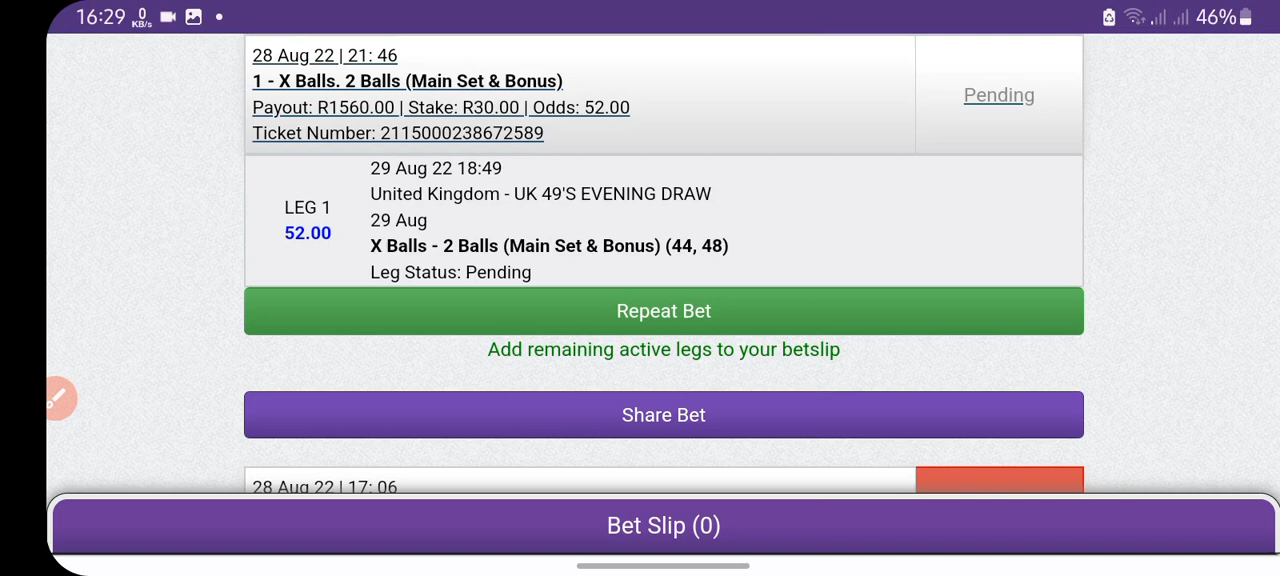 16:29 0 KB/s 46%
28 Aug 22 | 21: 46
1 - X Balls. 2 Balls (Main Set & Bonus)
Payout: R1560.00 | Stake: R30.00 | Odds: 52.00
Ticket Number: 2115000238672589
Pending
LEG 1
52.00
29 Aug 22 18:49
United Kingdom - UK 49'S EVENING DRAW
29 Aug
X Balls - 2 Balls (Main Set & Bonus) (44, 48)
Leg Status: Pending
Repeat Bet
Add remaining active legs to your betslip
Share Bet
28 Aug 22 | 17: 06
Bet Slip (0)